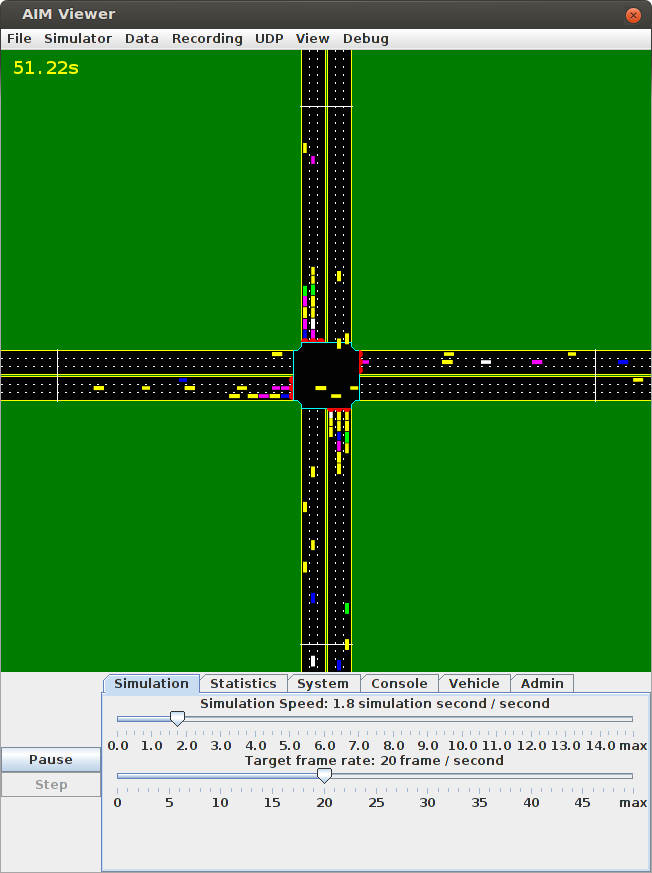 AIM Viewer
File Simulator Data Recording UDP View Debug
51.22s
Simulation Statistics System Console Vehicle Admin
Simulation Speed: 1.8 simulation second / second
0.0 1.0 2.0 3.0 4.0 5.0 6.0 7.0 8.0 9.0 10.0 11.0 12.0 13.0 14.0 max
Pause
Target frame rate: 20 frame / second
Step
0 5 10 15 20 25 30 35 40 45 max